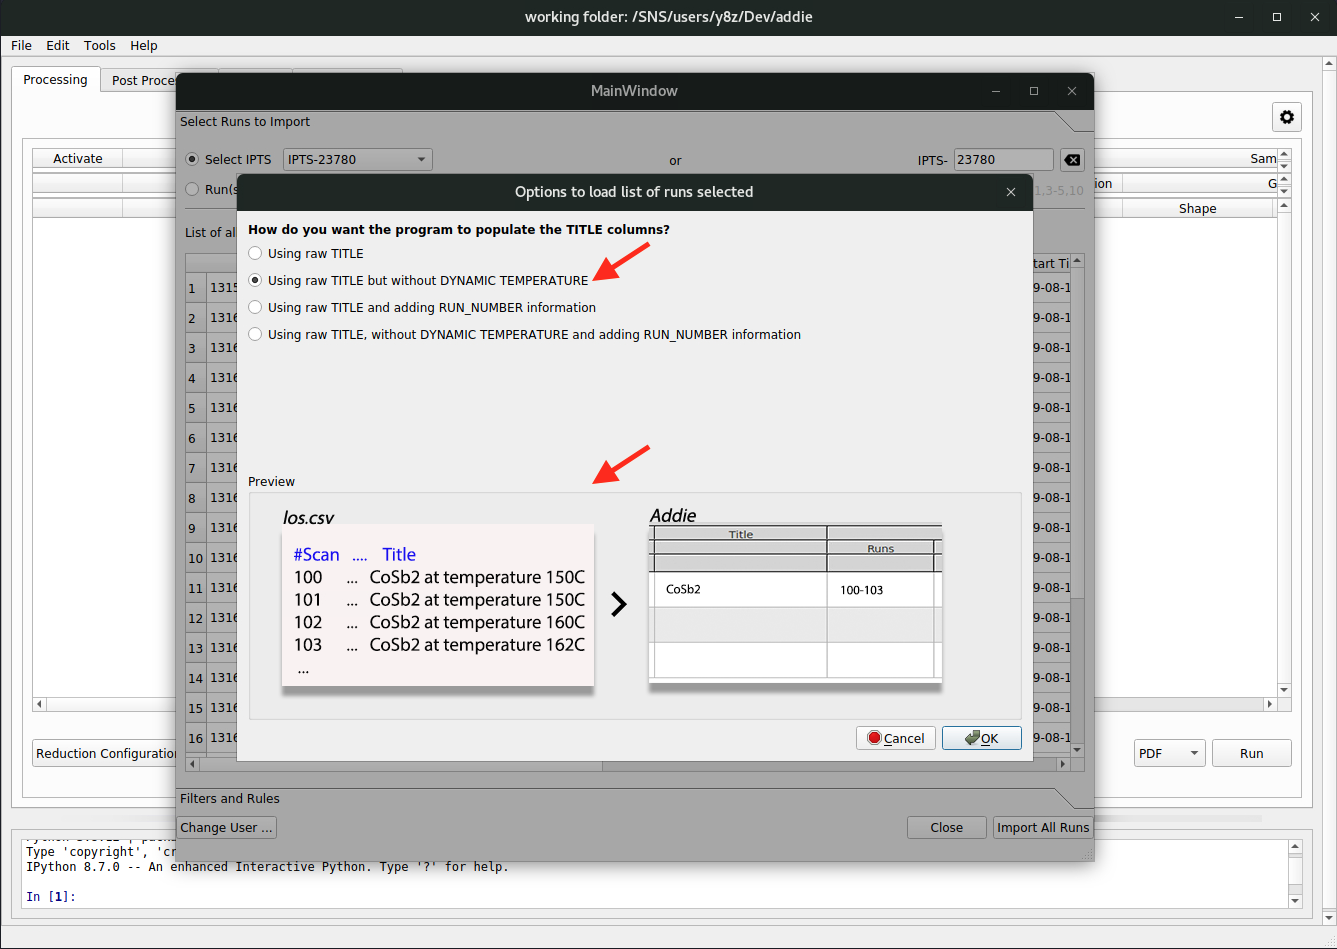 working folder: /SNS/users/y8z/Dev/addie
File Edit Tools Help
Processing Post Proce
MainWindow
Select Runs to Import
Activate
Select IPTS IPTS-23780 or IPTS- 23780
Sam
Run(s
1,3-5,10
ion G
Options to load list of runs selected
Shape
How do you want the program to populate the TITLE columns?
List of al
Using raw TITLE
tart Ti
Using raw TITLE but without DYNAMIC TEMPERATURE
Using raw TITLE and adding RUN_NUMBER information
Using raw TITLE, without DYNAMIC TEMPERATURE and adding RUN_NUMBER information
1 1315 9-08-1
2 1316 9-08-1
3 1316 9-08-1
4 1316 9-08-1
5 1316 9-08-1
6 1316 9-08-1
7 1316 9-08-1
8 1316 9-08-1
9 1316 9-08-1
10 1316 9-08-1
11 1316 9-08-1
12 1316 9-08-1
13 1316 9-08-1
14 1316 9-08-1
15 1316 9-08-1
16 1316 9-08-1
Preview
los.csv
#Scan .... Title
100 ... CoSb2 at temperature 150C
101 ... CoSb2 at temperature 150C
102 ... CoSb2 at temperature 160C
103 ... CoSb2 at temperature 162C
...
>
Addie
Title
Runs
CoSb2 100-103
Cancel OK
Reduction Configuration
PDF Run
Filters and Rules
Change User ... Close Import All Runs
Type 'copyright', 'cr
IPython 8.7.0 -- An enhanced Interactive Python. Type '?' for help.
In [1]: